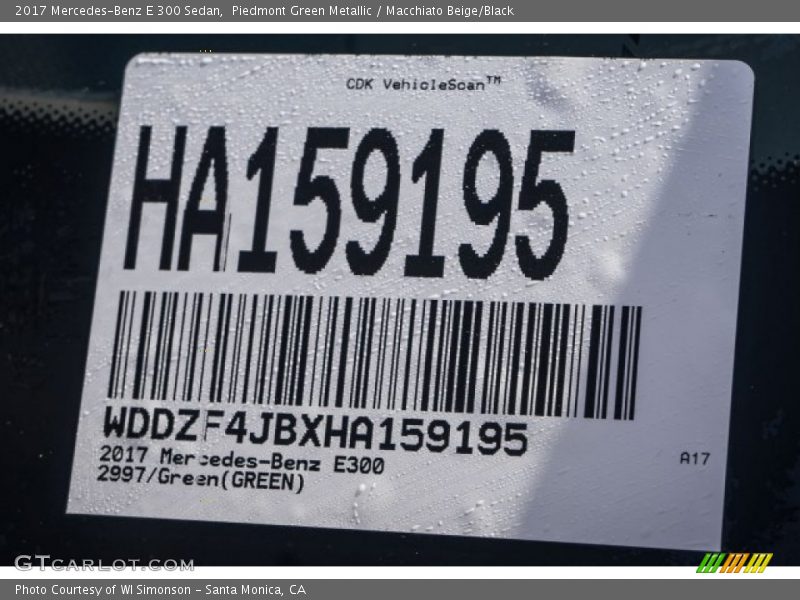 2017 Mercedes-Benz E 300 Sedan,  Piedmont Green Metallic / Macchiato Beige/Black
CDK VehicleScan™
HA159195
WDDZF4JBXHA159195
2017 Mercedes-Benz E300
2997/Green(GREEN)
A17
GTCARLOT.COM
Photo Courtesy of WI Simonson - Santa Monica, CA